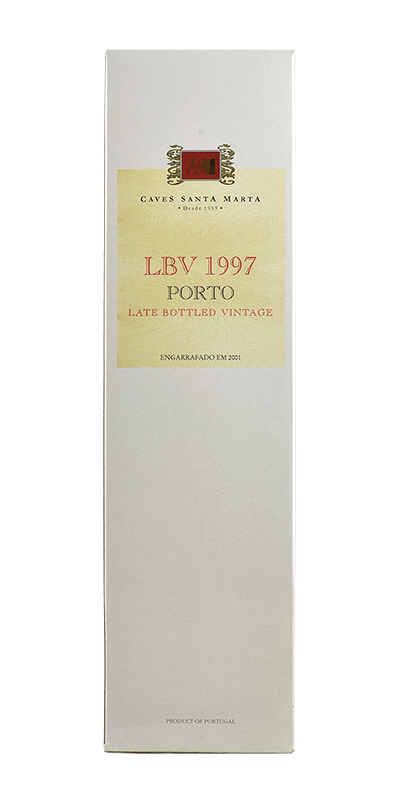 CAVES SANTA MARTA
• Desde 1959 •
LBV 1997
PORTO
LATE BOTTLED VINTAGE
ENGARRAFADO EM 2001
PRODUCT OF PORTUGAL